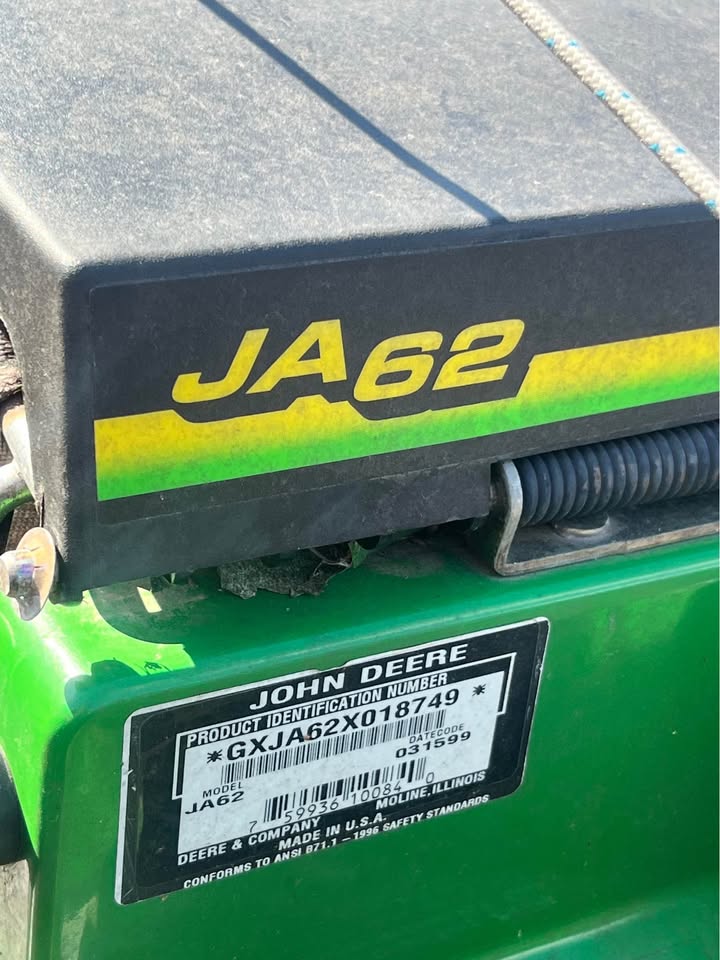 JA62
JOHN DEERE
PRODUCT IDENTIFICATION NUMBER
*GXJA62X018749*
MODEL DATECODE
JA62 031599
7 59936 10084 0
DEERE & COMPANY MOLINE, ILLINOIS
MADE IN U.S.A.
CONFORMS TO ANSI B71.1 - 1996 SAFETY STANDARDS